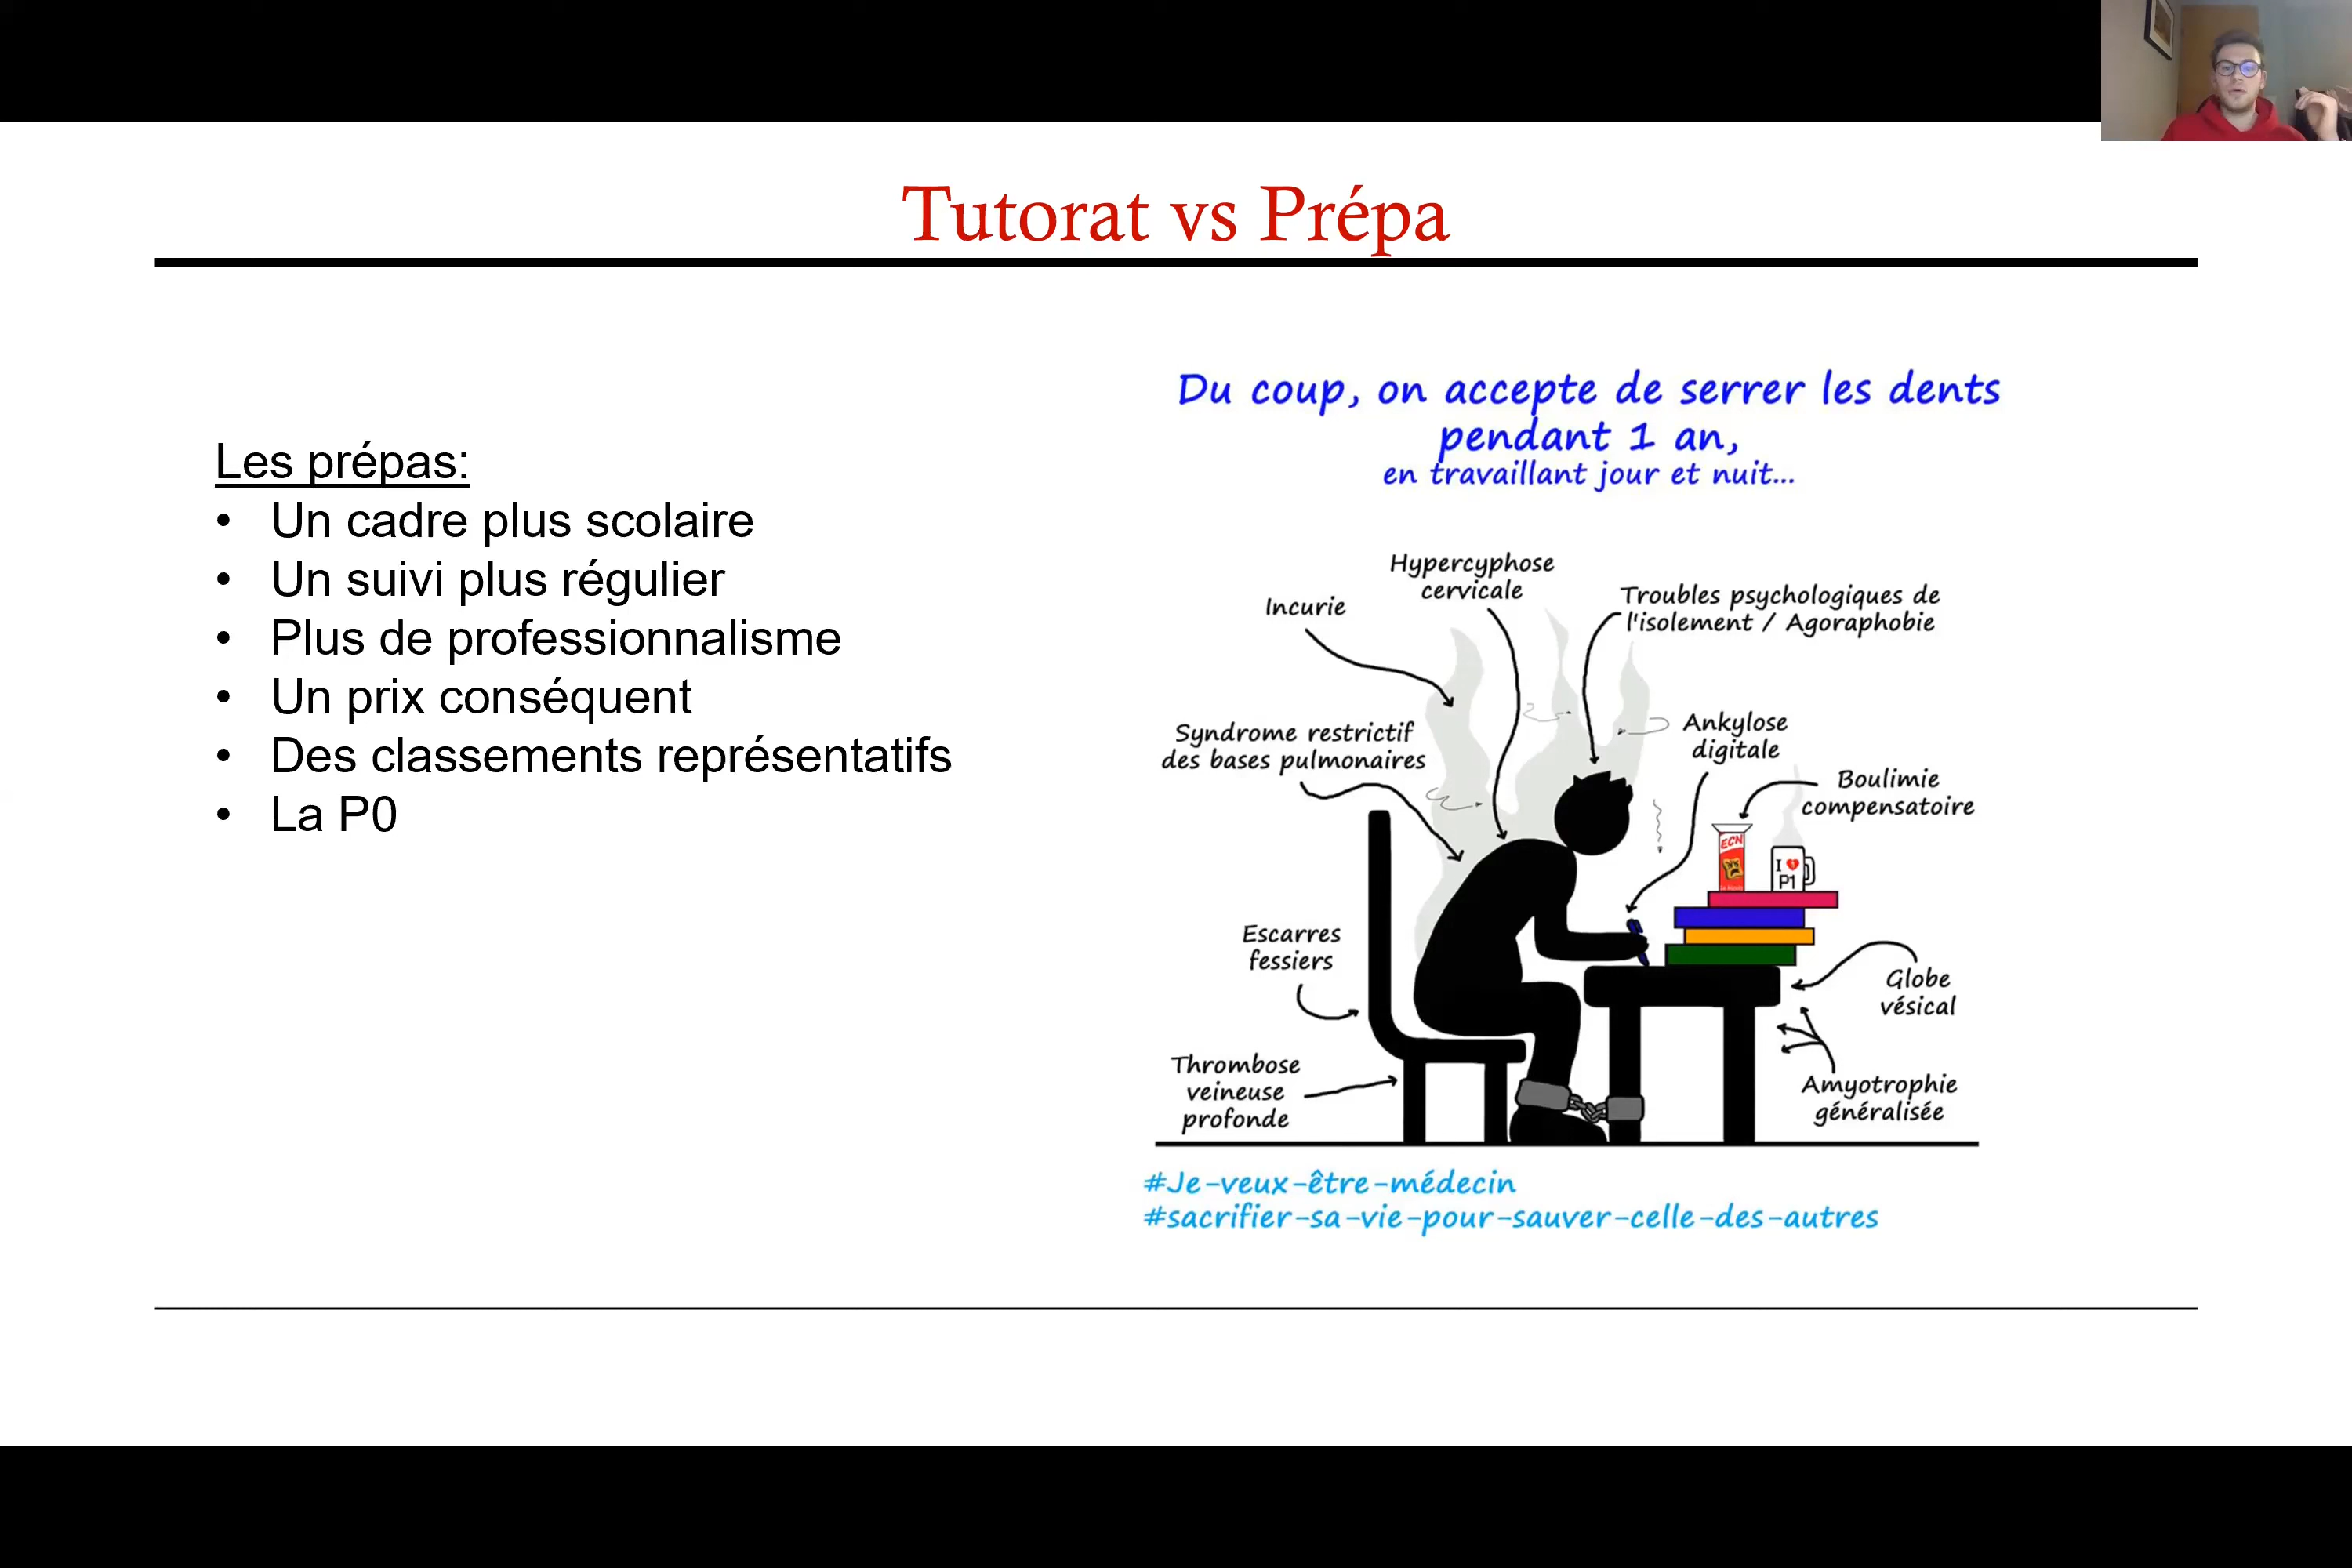 Tutorat vs Prépa
Les prépas:
• Un cadre plus scolaire
• Un suivi plus régulier
• Plus de professionnalisme
• Un prix conséquent
• Des classements représentatifs
• La P0
Du coup, on accepte de serrer les dents
pendant 1 an,
en travaillant jour et nuit...
Hypercyphose
cervicale
Incurie
Troubles psychologiques de
l'isolement / Agoraphobie
Syndrome restrictif
des bases pulmonaires
Ankylose
digitale
Boulimie
compensatoire
ECN
I
P1
Escarres
fessiers
Globe
vésical
Thrombose
veineuse
profonde
Amyotrophie
généralisée
#Je-veux-être-médecin
#sacrifier-sa-vie-pour-sauver-celle-des-autres